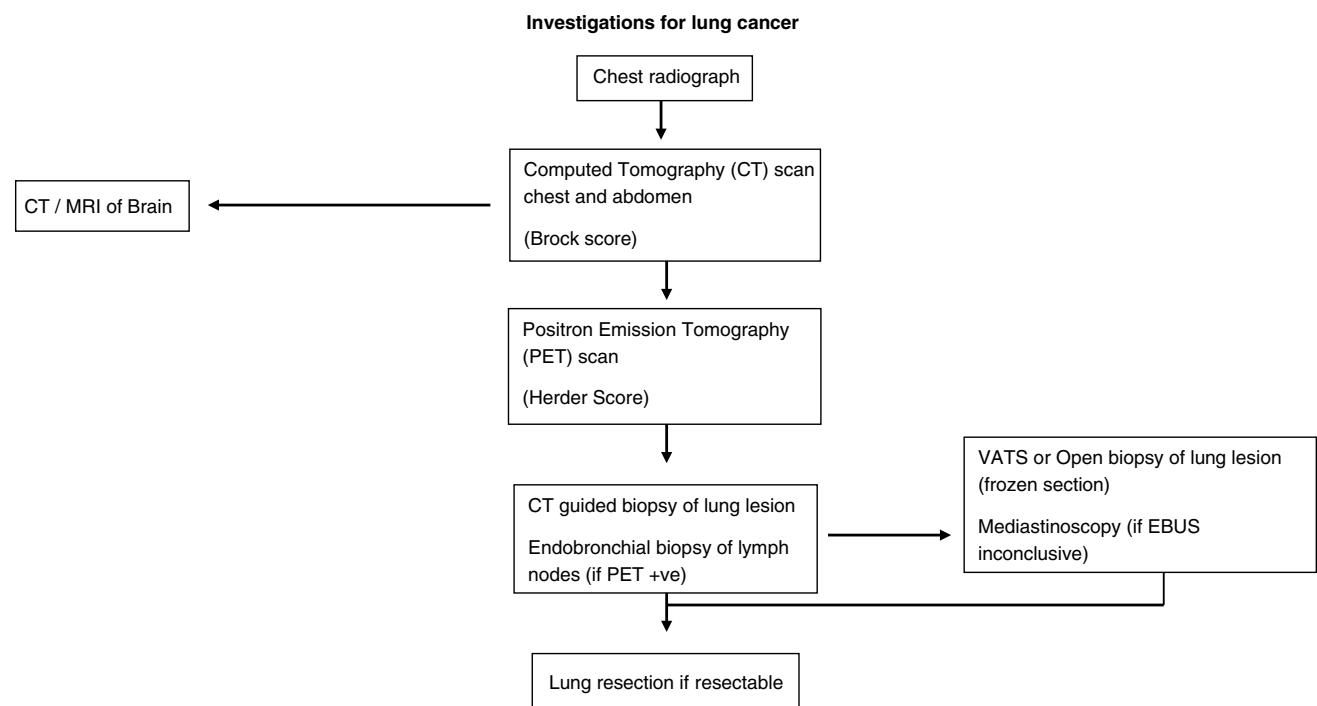 Investigations for lung cancer
Chest radiograph
Computed Tomography (CT) scan
chest and abdomen
(Brock score)
CT / MRI of Brain
Positron Emission Tomography
(PET) scan
(Herder Score)
CT guided biopsy of lung lesion
Endobronchial biopsy of lymph
nodes (if PET +ve)
VATS or Open biopsy of lung lesion
(frozen section)
Mediastinoscopy (if EBUS
inconclusive)
Lung resection if resectable